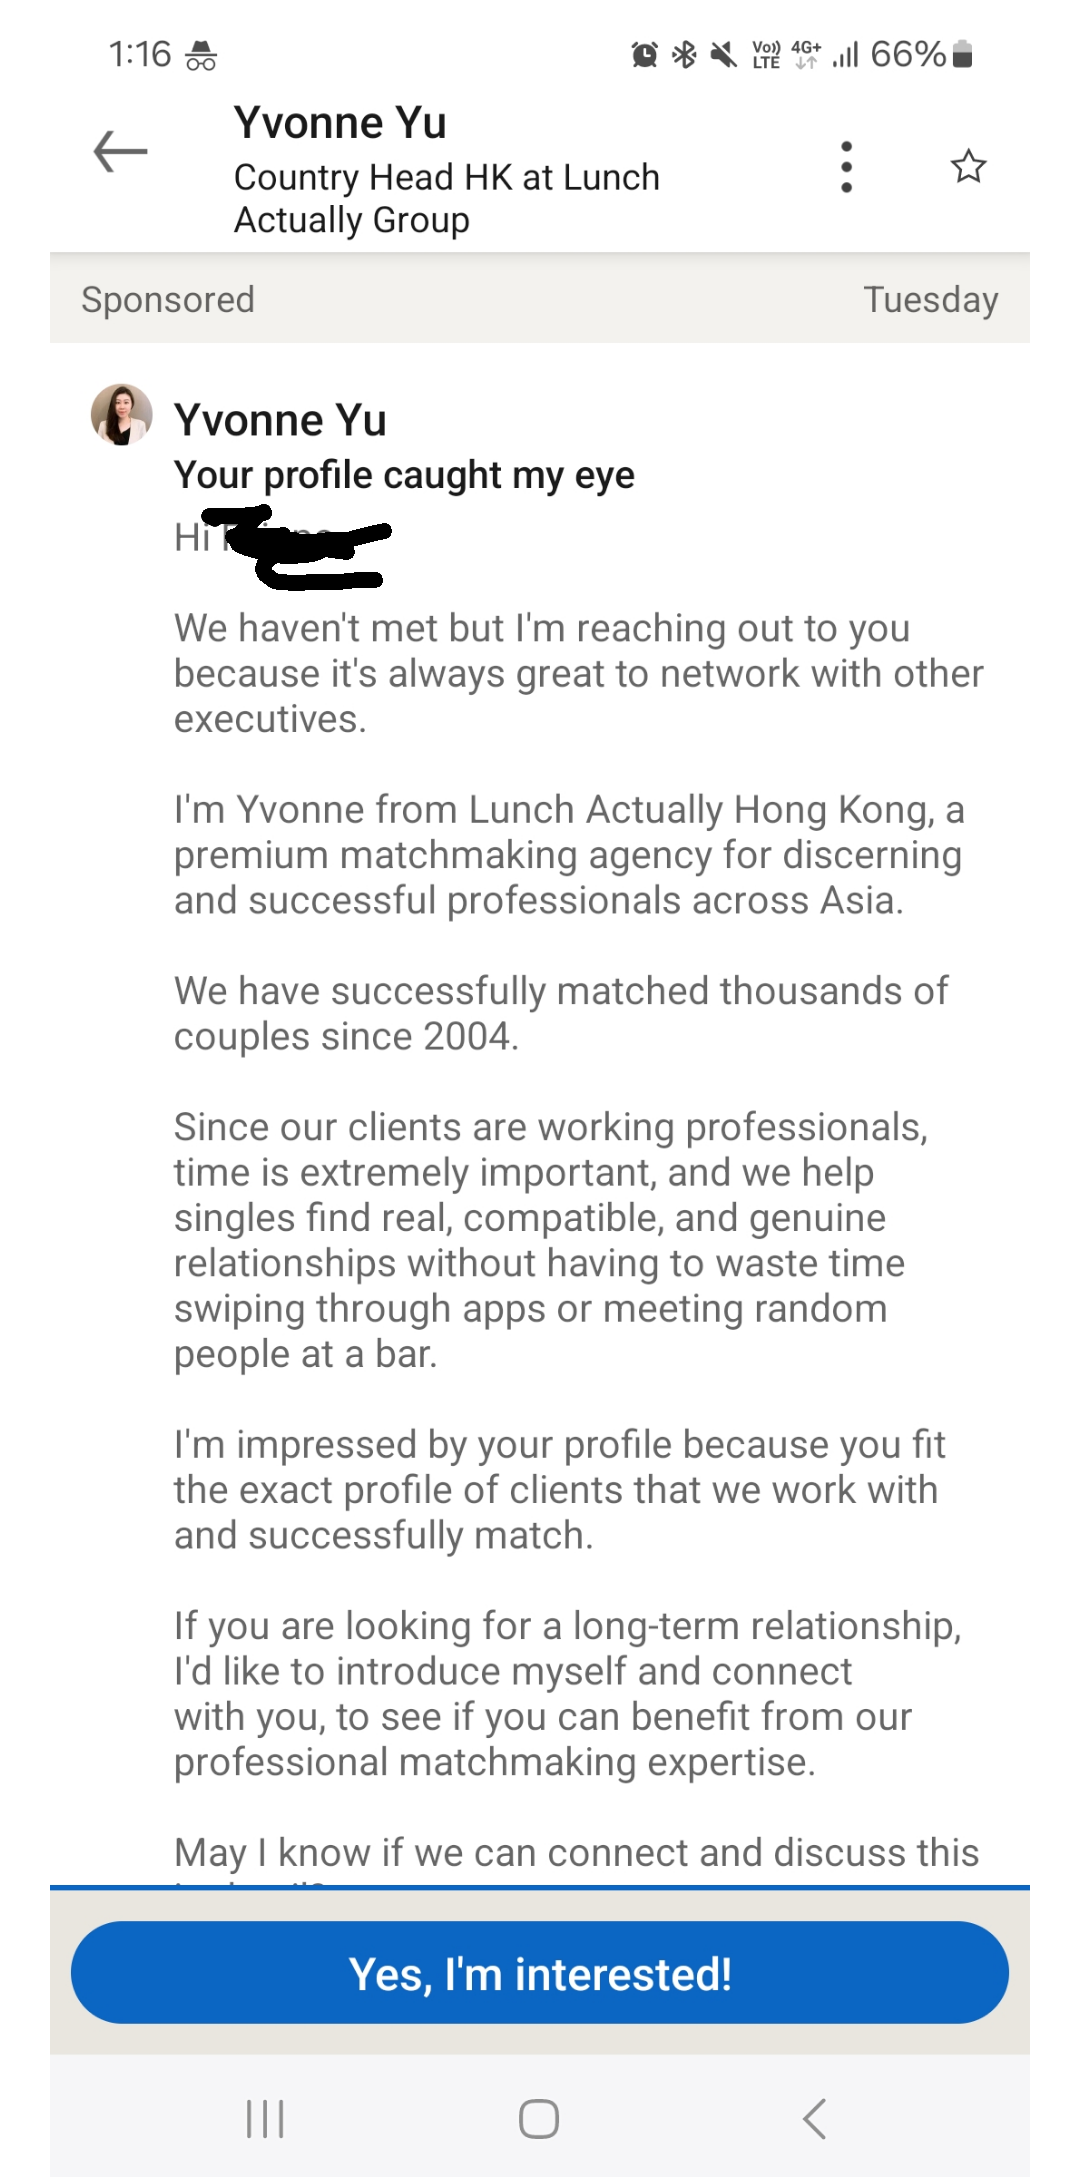 1:16
Vo)) LTE 4G+ 66%
Yvonne Yu
Country Head HK at Lunch
Actually Group
Sponsored Tuesday
Yvonne Yu
Your profile caught my eye
Hi
We haven't met but I'm reaching out to you
because it's always great to network with other
executives.
I'm Yvonne from Lunch Actually Hong Kong, a
premium matchmaking agency for discerning
and successful professionals across Asia.
We have successfully matched thousands of
couples since 2004.
Since our clients are working professionals,
time is extremely important, and we help
singles find real, compatible, and genuine
relationships without having to waste time
swiping through apps or meeting random
people at a bar.
I'm impressed by your profile because you fit
the exact profile of clients that we work with
and successfully match.
If you are looking for a long-term relationship,
I'd like to introduce myself and connect
with you, to see if you can benefit from our
professional matchmaking expertise.
May I know if we can connect and discuss this
Yes, I'm interested!